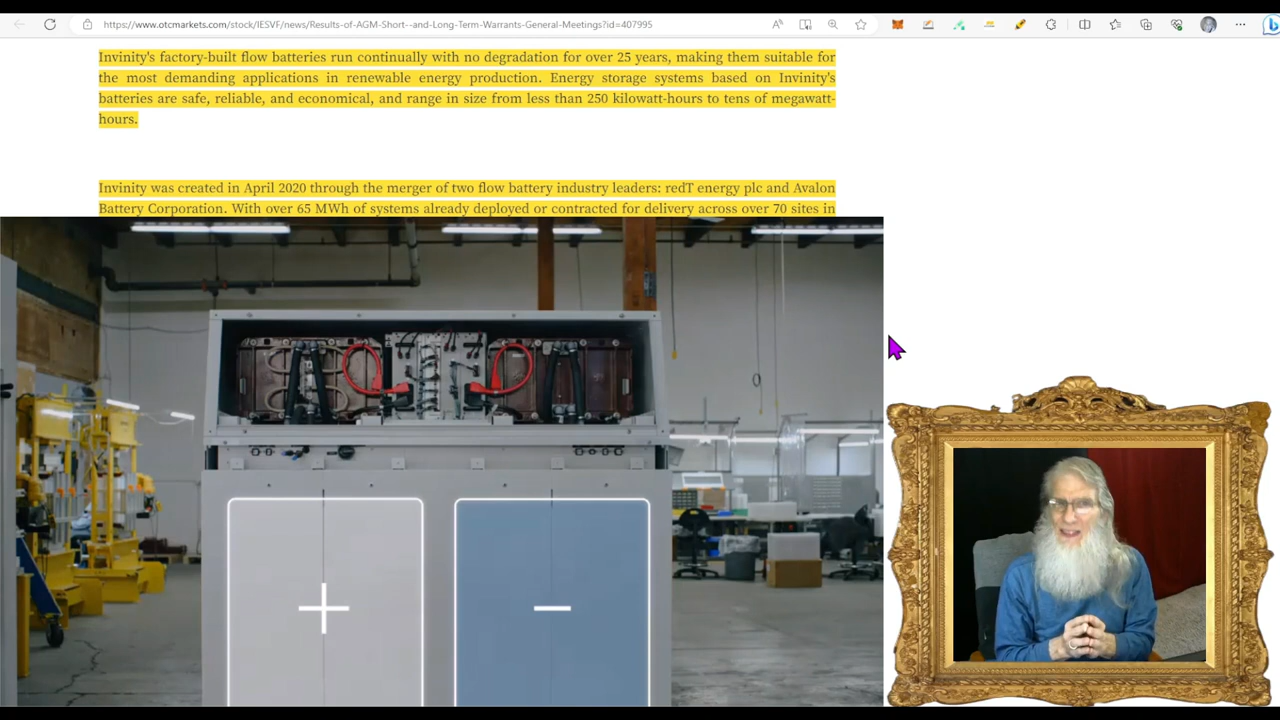 https://www.otcmarkets.com/stock/IESVF/news/Results-of-AGM-Short--and-Long-Term-Warrants-General-Meetings?id=407995
Invinity's factory-built flow batteries run continually with no degradation for over 25 years, making them suitable for
the most demanding applications in renewable energy production. Energy storage systems based on Invinity's
batteries are safe, reliable, and economical, and range in size from less than 250 kilowatt-hours to tens of megawatt-
hours.
Invinity was created in April 2020 through the merger of two flow battery industry leaders: redT energy plc and Avalon
Battery Corporation. With over 65 MWh of systems already deployed or contracted for delivery across over 70 sites in